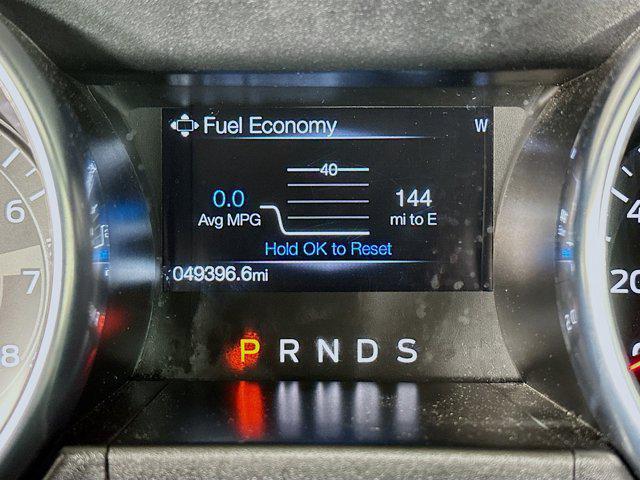 Fuel Economy W
40
0.0 144
Avg MPG mi to E
Hold OK to Reset
049396.6mi
P R N D S
6
7
8
20